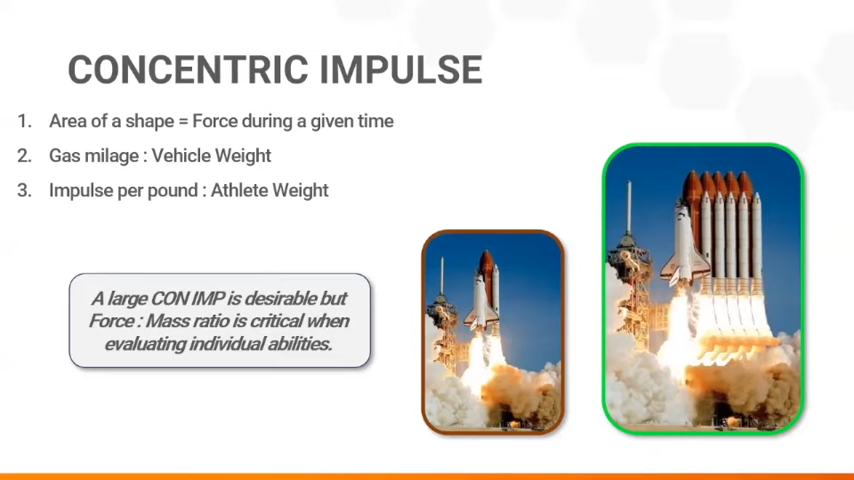 CONCENTRIC IMPULSE
1. Area of a shape = Force during a given time
2. Gas milage : Vehicle Weight
3. Impulse per pound : Athlete Weight
A large CON IMP is desirable but
Force : Mass ratio is critical when
evaluating individual abilities.